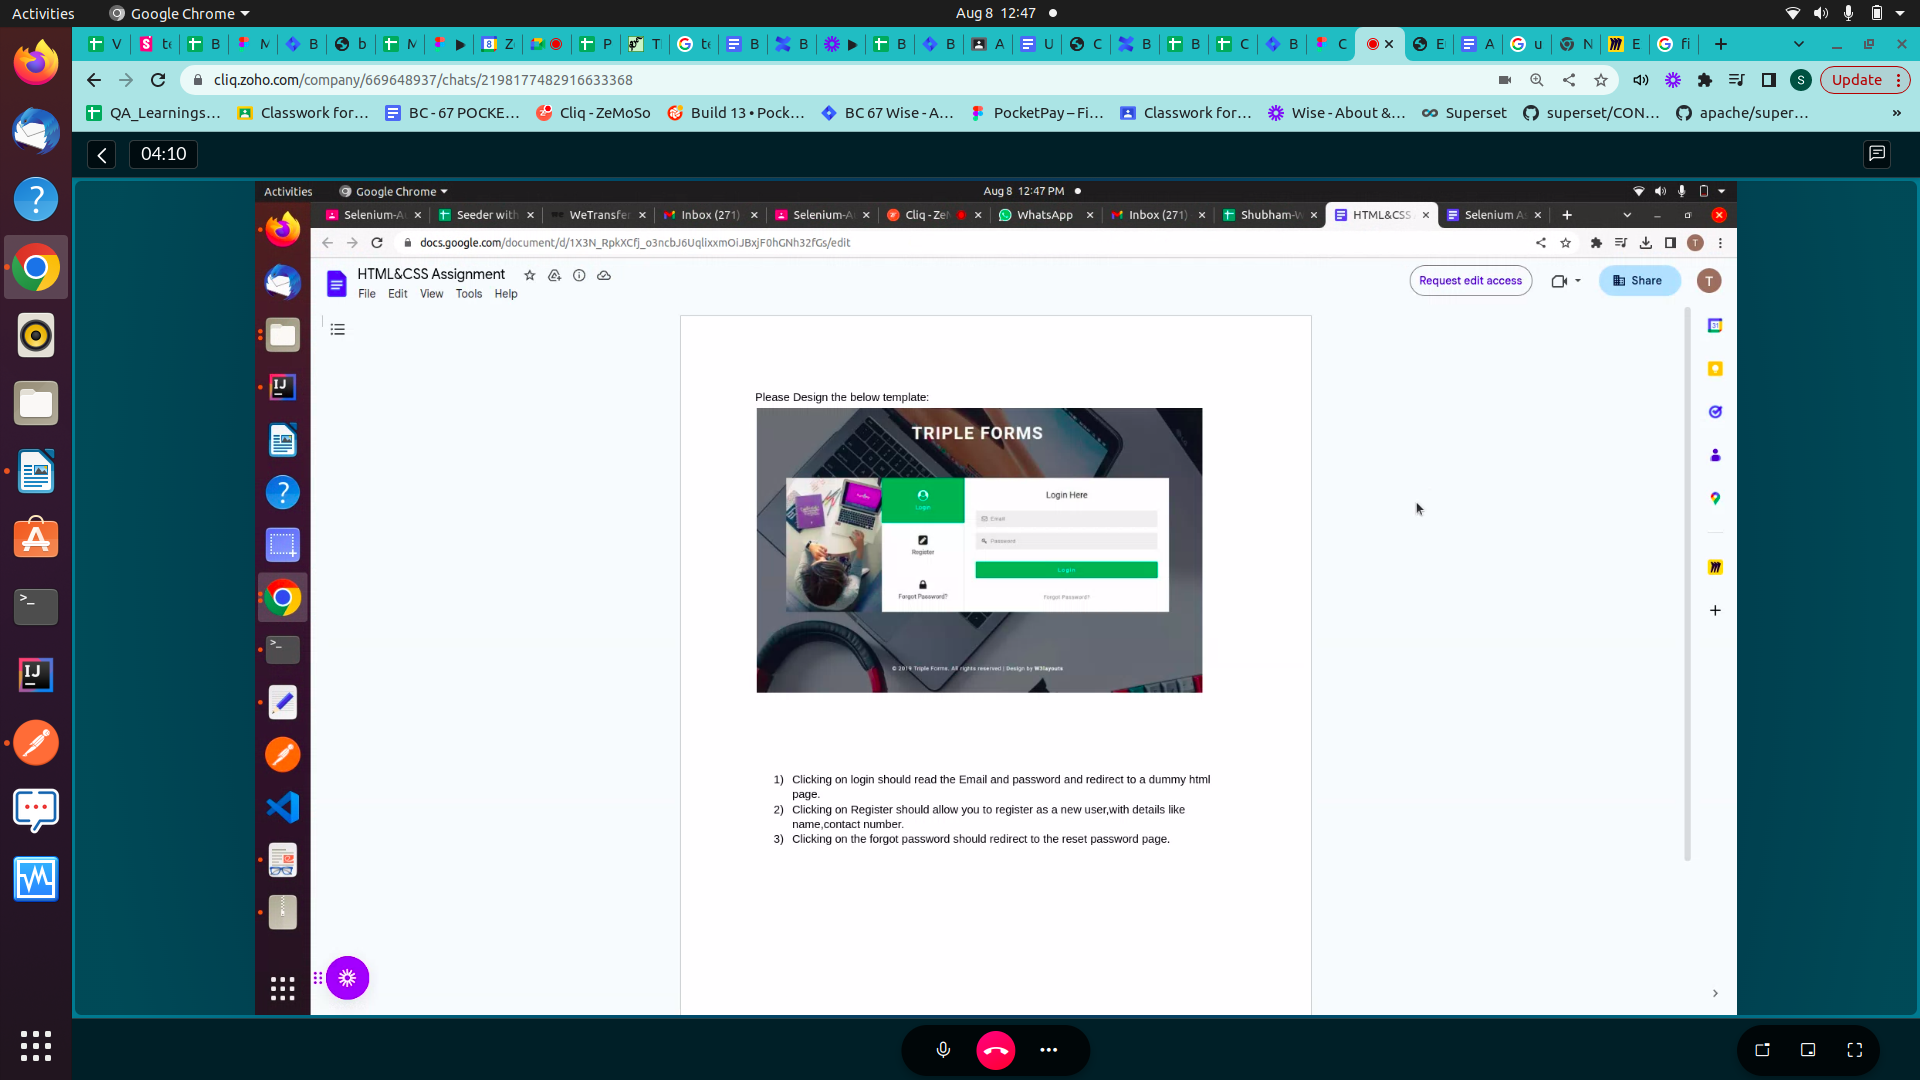 Activities Google Chrome Aug 8 12:47
V te B M B b M Z P T te B B B B A U C B B C B C E A u N E fi
cliq.zoho.com/company/669648937/chats/2198177482916633368 S Update
QA_Learnings... Classwork for... BC - 67 POCKE... Cliq - ZeMoSo Build 13 • Pock... BC 67 Wise - A... PocketPay – Fi... Classwork for... Wise - About &... Superset superset/CON... apache/super... »
04:10
Activities Google Chrome Aug 8 12:47 PM
Selenium-A Seeder with WeTransfer Inbox (271) Selenium-A Cliq - Ze WhatsApp Inbox (271) Shubham-W HTML&CSS Selenium As
docs.google.com/document/d/1X3N_RpkXCfj_o3ncbJ6UqlixxmOiJBxjF0hGNh32fGs/edit T
HTML&CSS Assignment
File Edit View Tools Help
Request edit access Share T
Please Design the below template:
TRIPLE FORMS
Login
Register
Forgot Password?
Login Here
Email
Password
Login
Forgot Password?
© 2019 Triple Forms. All rights reserved | Design by W3layouts
1) Clicking on login should read the Email and password and redirect to a dummy html
page.
2) Clicking on Register should allow you to register as a new user,with details like
name,contact number.
3) Clicking on the forgot password should redirect to the reset password page.